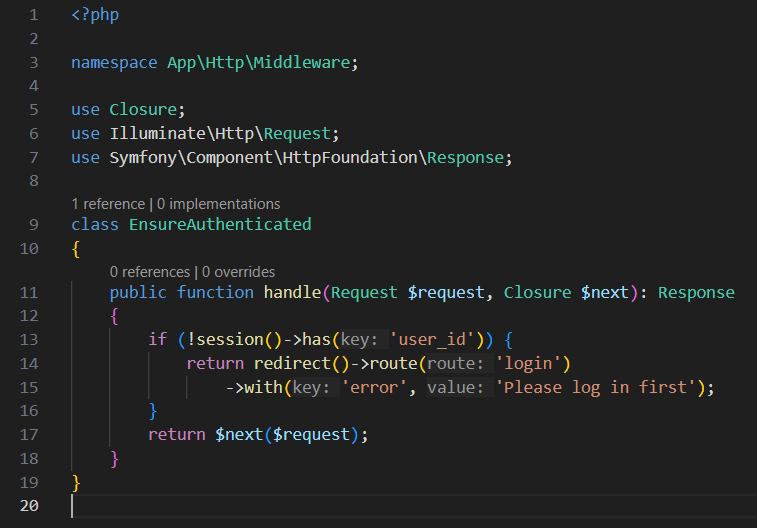 1 <?php
2
3 namespace App\Http\Middleware;
4
5 use Closure;
6 use Illuminate\Http\Request;
7 use Symfony\Component\HttpFoundation\Response;
8
1 reference | 0 implementations
9 class EnsureAuthenticated
10 {
0 references | 0 overrides
11     public function handle(Request $request, Closure $next): Response
12     {
13         if (!session()->has(key: 'user_id')) {
14             return redirect()->route(route: 'login')
15                 ->with(key: 'error', value: 'Please log in first');
16         }
17         return $next($request);
18     }
19 }
20